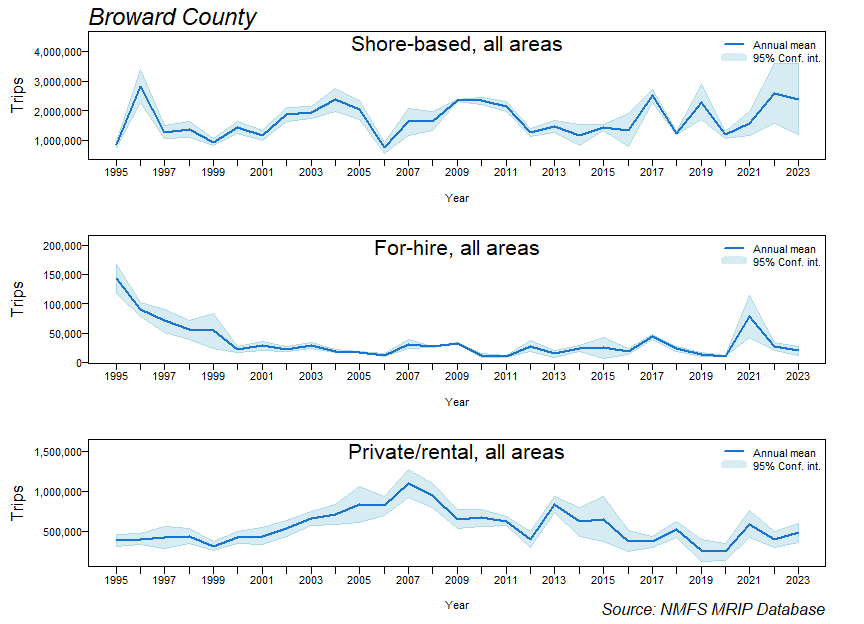 Broward County
Shore-based, all areas
Annual mean
95% Conf. int.
Trips
4,000,000
3,000,000
2,000,000
1,000,000
1995 1997 1999 2001 2003 2005 2007 2009 2011 2013 2015 2017 2019 2021 2023
Year
For-hire, all areas
Annual mean
95% Conf. int.
Trips
200,000
150,000
100,000
50,000
0
1995 1997 1999 2001 2003 2005 2007 2009 2011 2013 2015 2017 2019 2021 2023
Year
Private/rental, all areas
Annual mean
95% Conf. int.
Trips
1,500,000
1,000,000
500,000
1995 1997 1999 2001 2003 2005 2007 2009 2011 2013 2015 2017 2019 2021 2023
Year
Source: NMFS MRIP Database